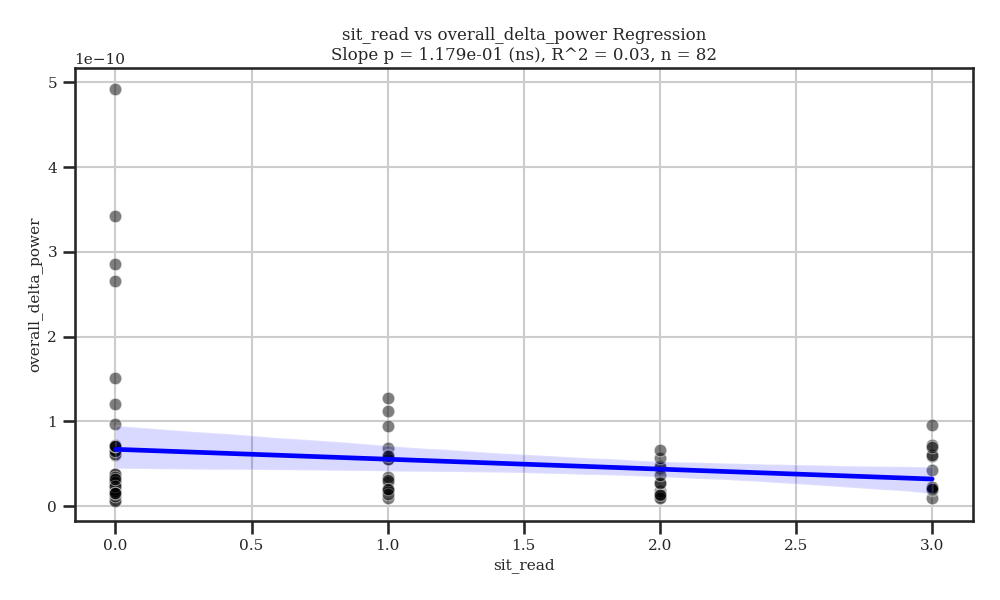 sit_read vs overall_delta_power Regression
Slope p = 1.179e-01 (ns), R^2 = 0.03, n = 82
1e−10
5
4
3
2
1
0
overall_delta_power
0.0 0.5 1.0 1.5 2.0 2.5 3.0
sit_read